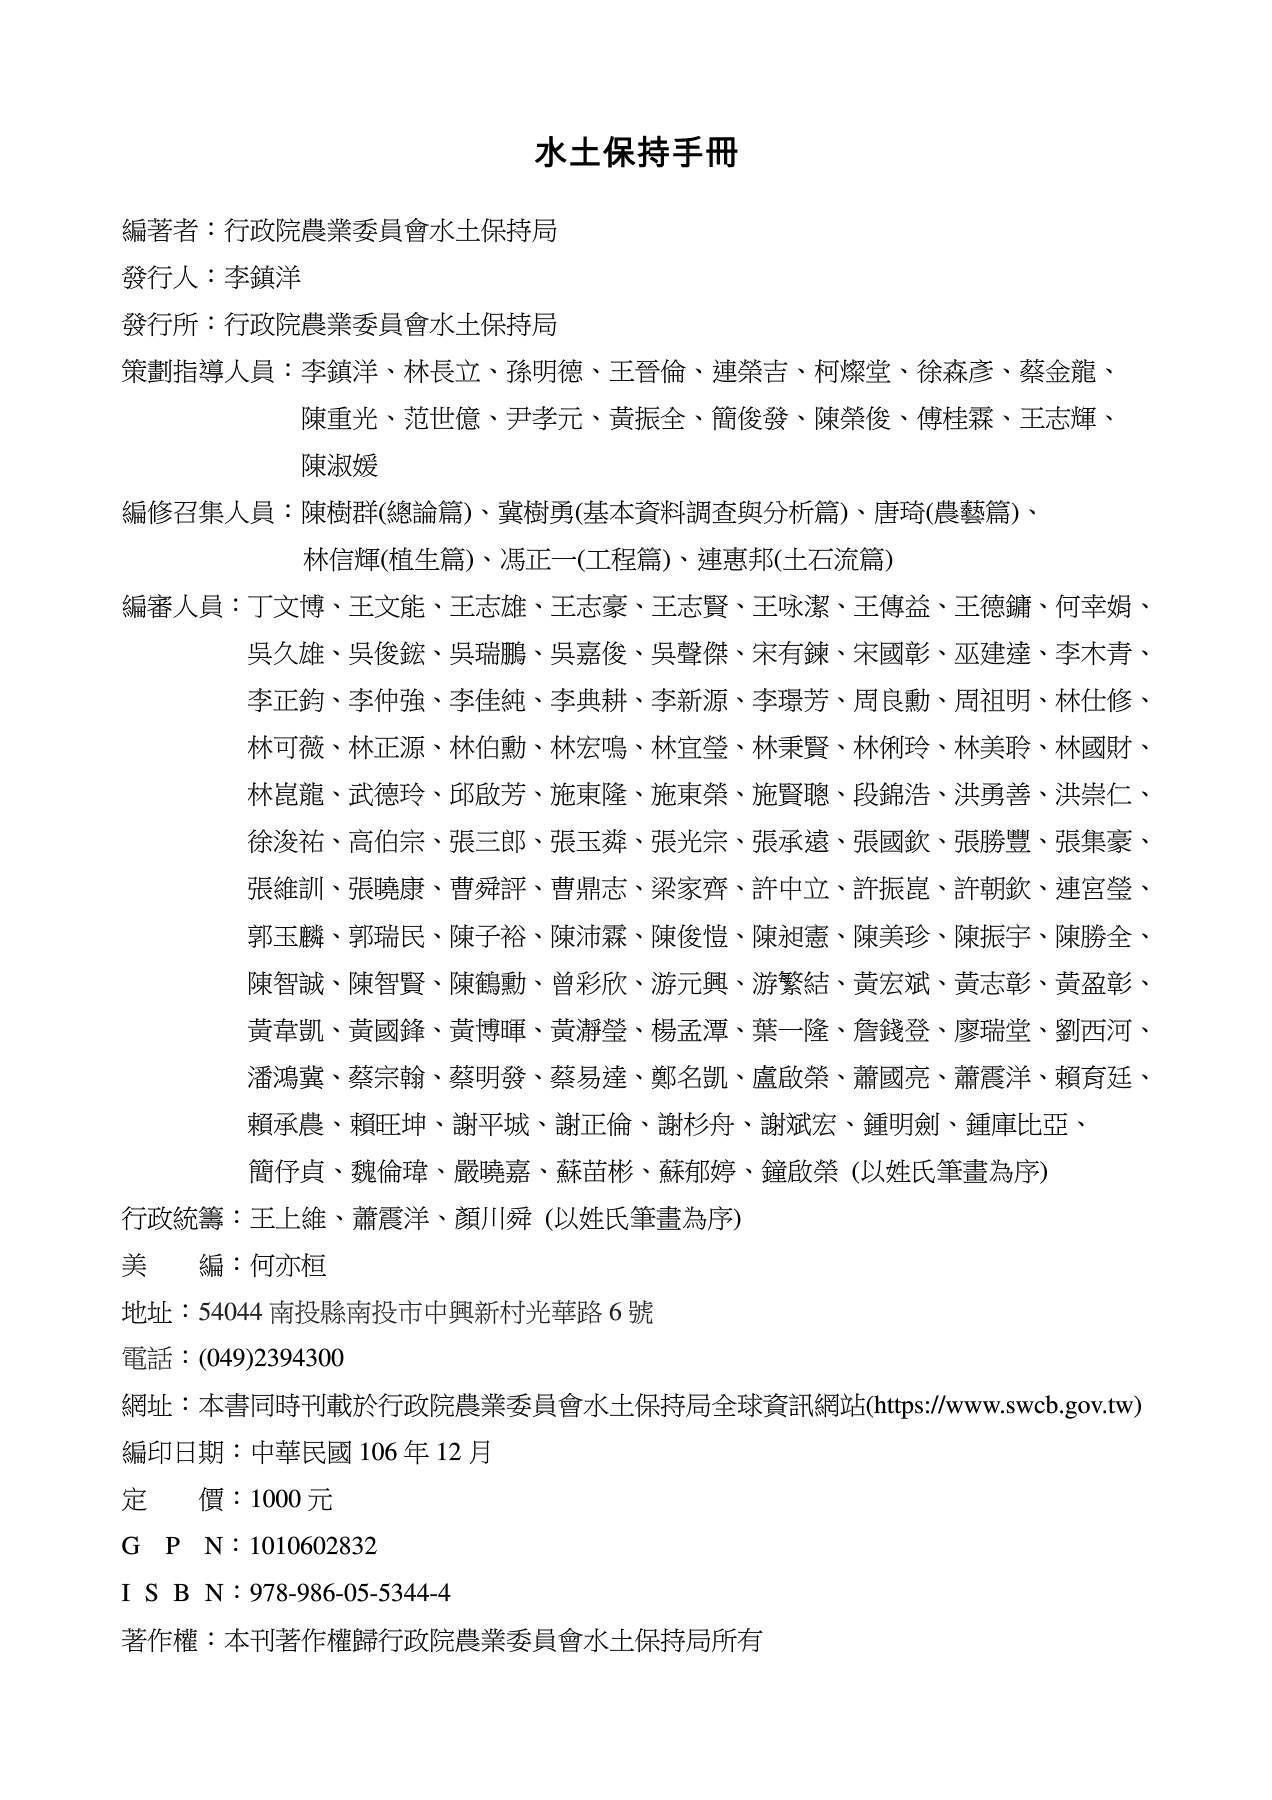 水土保持手冊
編著者：行政院農業委員會水土保持局
發行人：李鎮洋
發行所：行政院農業委員會水土保持局
策劃指導人員：李鎮洋、林長立、孫明德、王晉倫、連榮吉、柯燦堂、徐森彥、蔡金龍、
陳重光、范世億、尹孝元、黃振全、簡俊發、陳榮俊、傅桂霖、王志輝、
陳淑媛
編修召集人員：陳樹群(總論篇)、冀樹勇(基本資料調查與分析篇)、唐琦(農藝篇)、
林信輝(植生篇)、馮正一(工程篇)、連惠邦(土石流篇)
編審人員：丁文博、王文能、王志雄、王志豪、王志賢、王咏潔、王傳益、王德鏞、何幸娟、
吳久雄、吳俊鋐、吳瑞鵬、吳嘉俊、吳聲傑、宋有鍊、宋國彰、巫建達、李木青、
李正鈞、李仲強、李佳純、李典耕、李新源、李璟芳、周良勳、周祖明、林仕修、
林可薇、林正源、林伯勳、林宏鳴、林宜瑩、林秉賢、林俐玲、林美聆、林國財、
林崑龍、武德玲、邱啟芳、施東隆、施東榮、施賢聰、段錦浩、洪勇善、洪崇仁、
徐浚祐、高伯宗、張三郎、張玉粦、張光宗、張承遠、張國欽、張勝豐、張集豪、
張維訓、張曉康、曹舜評、曹鼎志、梁家齊、許中立、許振崑、許朝欽、連宮瑩、
郭玉麟、郭瑞民、陳子裕、陳沛霖、陳俊愷、陳昶憲、陳美珍、陳振宇、陳勝全、
陳智誠、陳智賢、陳鶴勳、曾彩欣、游元興、游繁結、黃宏斌、黃志彰、黃盈彰、
黃韋凱、黃國鋒、黃博暉、黃瀞瑩、楊孟潭、葉一隆、詹錢登、廖瑞堂、劉西河、
潘鴻冀、蔡宗翰、蔡明發、蔡易達、鄭名凱、盧啟榮、蕭國亮、蕭震洋、賴育廷、
賴承農、賴旺坤、謝平城、謝正倫、謝杉舟、謝斌宏、鍾明劍、鍾庫比亞、
簡伃貞、魏倫瑋、嚴曉嘉、蘇苗彬、蘇郁婷、鐘啟榮 (以姓氏筆畫為序)
行政統籌：王上維、蕭震洋、顏川舜 (以姓氏筆畫為序)
美　　編：何亦桓
地址：54044 南投縣南投市中興新村光華路 6 號
電話：(049)2394300
網址：本書同時刊載於行政院農業委員會水土保持局全球資訊網站(https://www.swcb.gov.tw)
編印日期：中華民國 106 年 12 月
定　　價：1000 元
G P N：1010602832
I S B N：978-986-05-5344-4
著作權：本刊著作權歸行政院農業委員會水土保持局所有